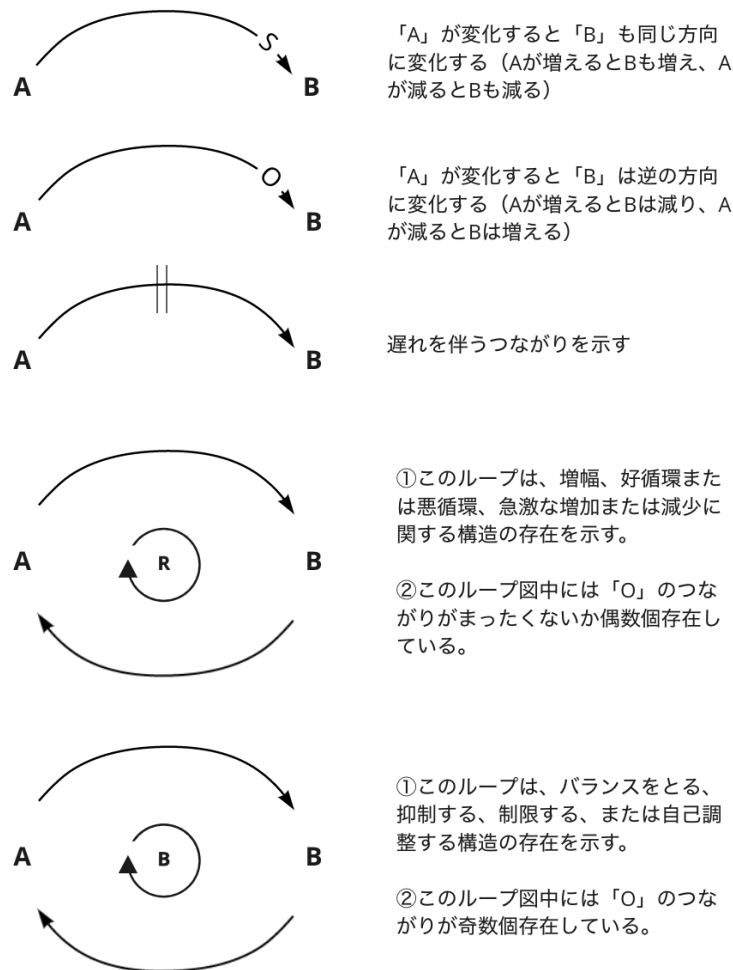 S
A
B
「A」が変化すると「B」も同じ方向
に変化する（Aが増えるとBも増え、A
が減るとBも減る）
O
A
B
「A」が変化すると「B」は逆の方向
に変化する（Aが増えるとBは減り、A
が減るとBは増える）
A
B
遅れを伴うつながりを示す
A
R
B
①このループは、増幅、好循環また
は悪循環、急激な増加または減少に
関する構造の存在を示す。
②このループ図中には「O」のつな
がりがまったくないか偶数個存在し
ている。
A
B
B
①このループは、バランスをとる、
抑制する、制限する、または自己調
整する構造の存在を示す。
②このループ図中には「O」のつな
がりが奇数個存在している。